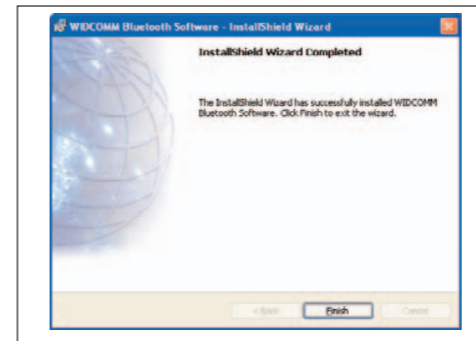 WIDCOMM Bluetooth Software - InstallShield Wizard
InstallShield Wizard Completed
The InstallShield Wizard has successfully installed WIDCOMM
Bluetooth Software. Click Finish to exit the wizard.
< Back
Finish
Cancel